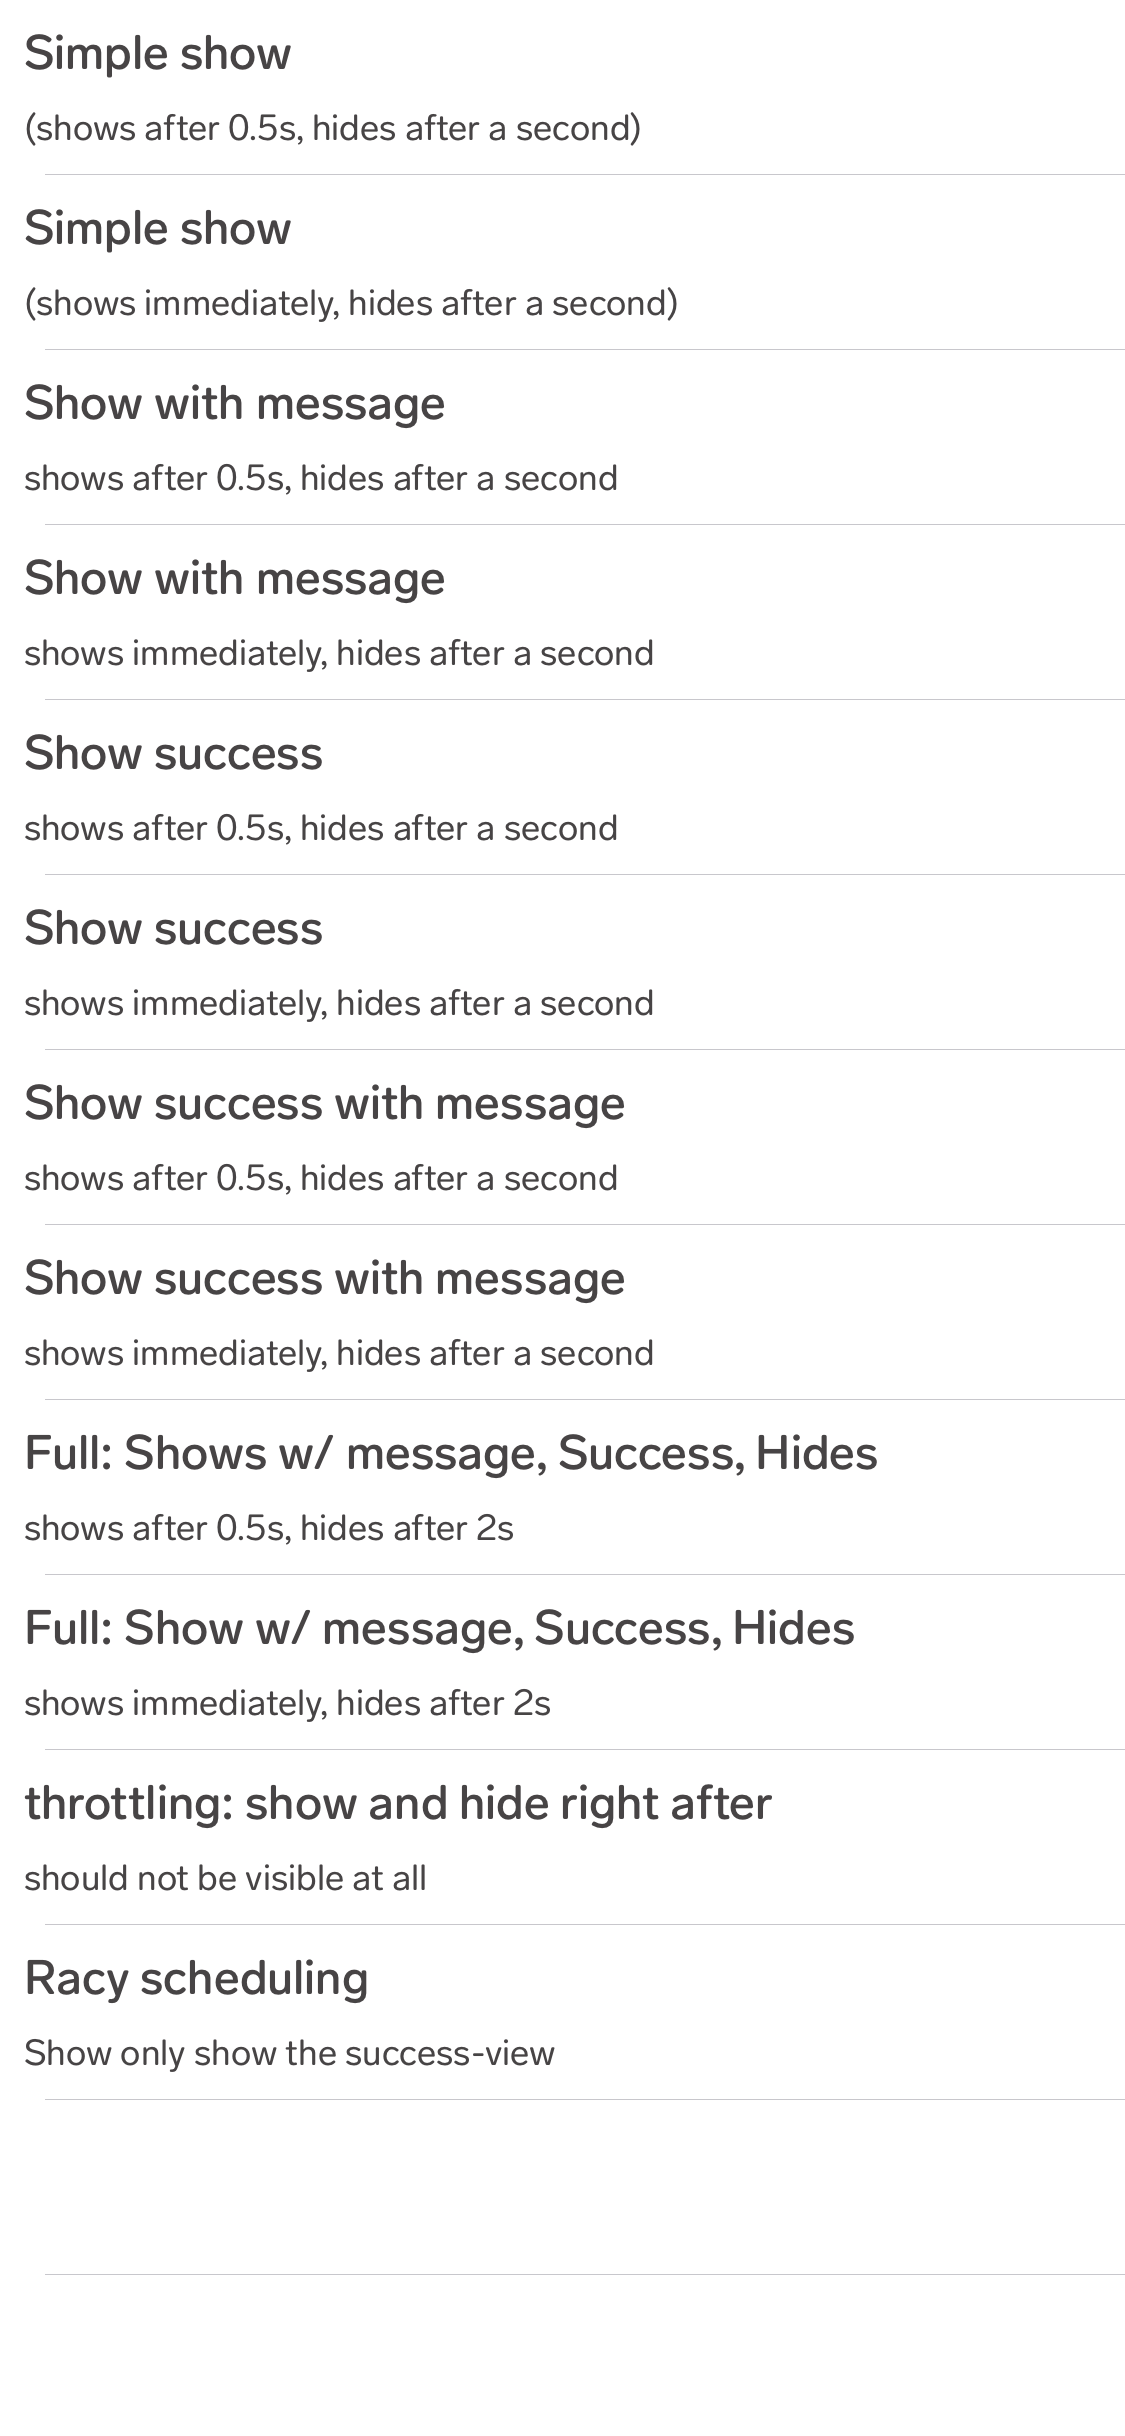 Simple show
(shows after 0.5s, hides after a second)
Simple show
(shows immediately, hides after a second)
Show with message
shows after 0.5s, hides after a second
Show with message
shows immediately, hides after a second
Show success
shows after 0.5s, hides after a second
Show success
shows immediately, hides after a second
Show success with message
shows after 0.5s, hides after a second
Show success with message
shows immediately, hides after a second
Full: Shows w/ message, Success, Hides
shows after 0.5s, hides after 2s
Full: Show w/ message, Success, Hides
shows immediately, hides after 2s
throttling: show and hide right after
should not be visible at all
Racy scheduling
Show only show the success-view